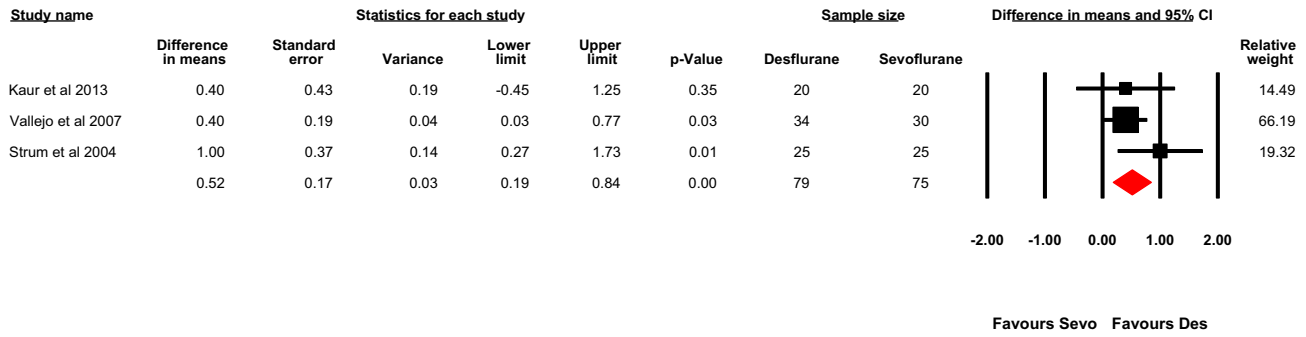 Study name Statistics for each study Sample size Difference in means and 95% CI
Difference in means Standard error Variance Lower limit Upper limit p-Value Desflurane Sevoflurane Relative weight
Kaur et al 2013 0.40 0.43 0.19 -0.45 1.25 0.35 20 20 14.49
Vallejo et al 2007 0.40 0.19 0.04 0.03 0.77 0.03 34 30 66.19
Strum et al 2004 1.00 0.37 0.14 0.27 1.73 0.01 25 25 19.32
0.52 0.17 0.03 0.19 0.84 0.00 79 75
-2.00 -1.00 0.00 1.00 2.00
Favours Sevo Favours Des